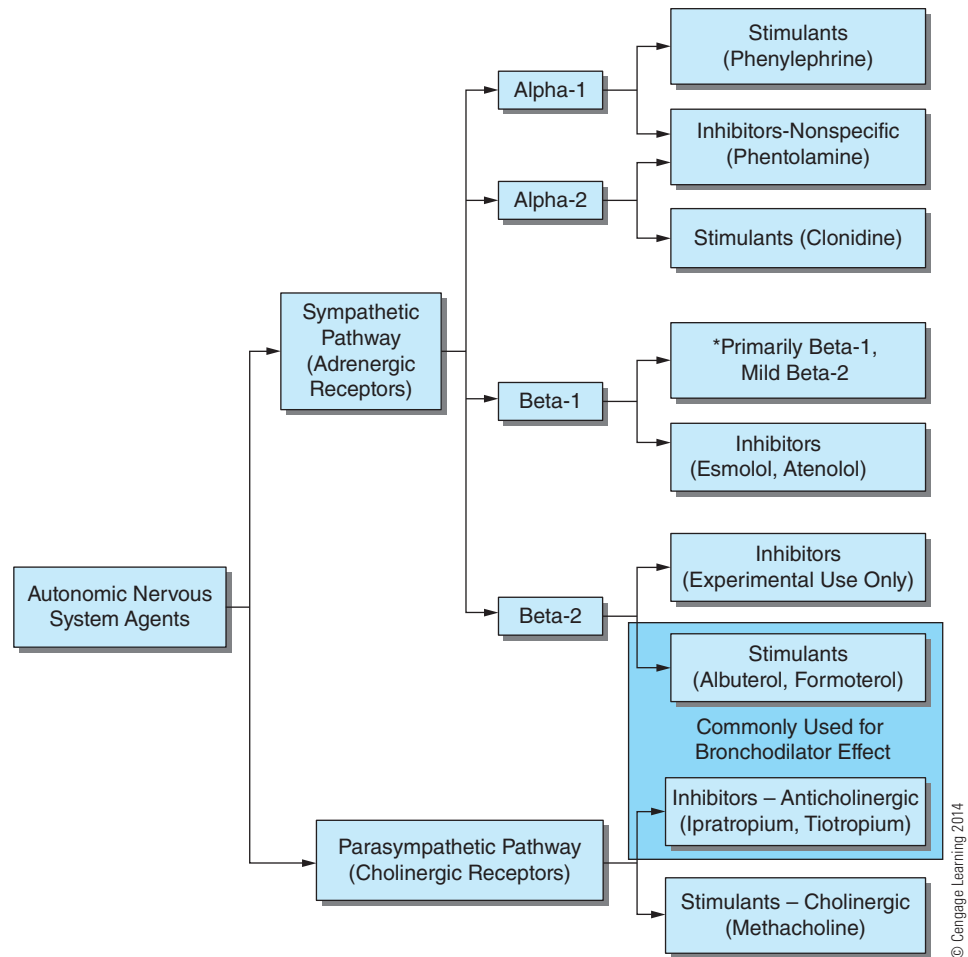 Stimulants
(Phenylephrine)
Alpha-1
Inhibitors-Nonspecific
(Phentolamine)
Alpha-2
Stimulants (Clonidine)
Sympathetic
Pathway
(Adrenergic
Receptors)
*Primarily Beta-1,
Mild Beta-2
Beta-1
Inhibitors
(Esmolol, Atenolol)
Inhibitors
(Experimental Use Only)
Autonomic Nervous
System Agents
Beta-2
Stimulants
(Albuterol, Formoterol)
Commonly Used for
Bronchodilator Effect
Inhibitors – Anticholinergic
(Ipratropium, Tiotropium)
Parasympathetic Pathway
(Cholinergic Receptors)
Stimulants – Cholinergic
(Methacholine)
© Cengage Learning 2014